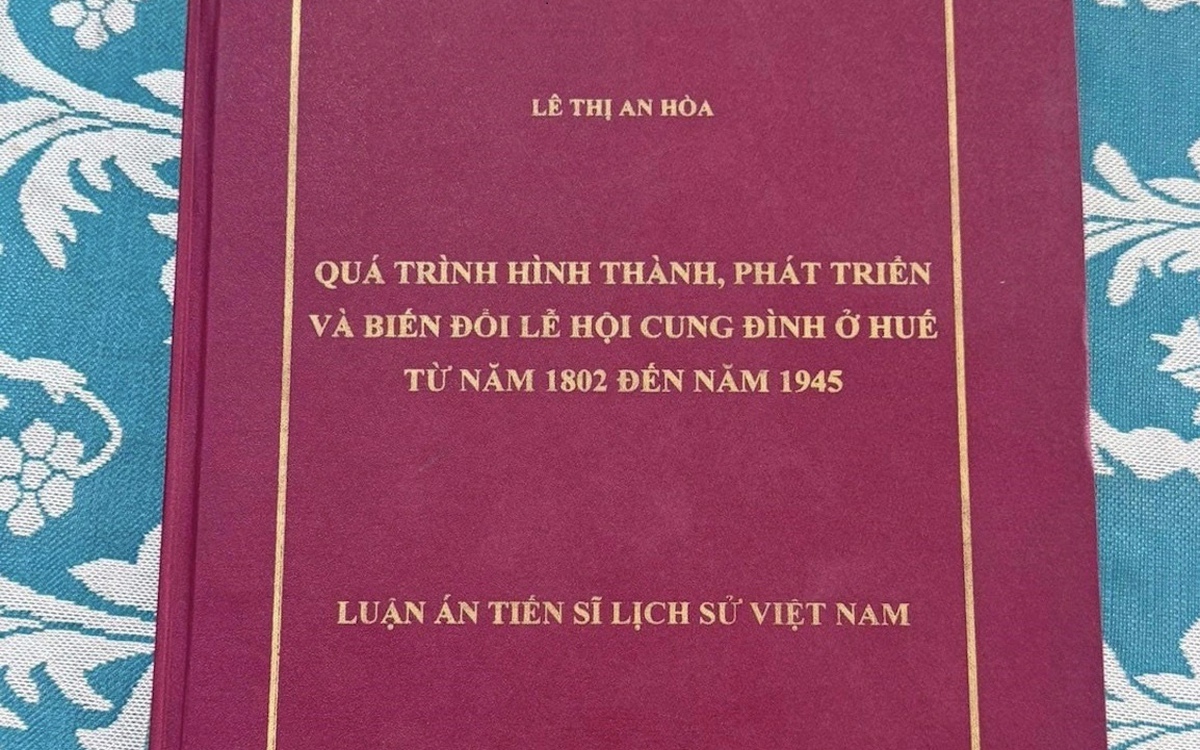 LÊ THỊ AN HÒA
QUÁ TRÌNH HÌNH THÀNH, PHÁT TRIỂN
VÀ BIẾN ĐỔI LỄ HỘI CUNG ĐÌNH Ở HUẾ
TỪ NĂM 1802 ĐẾN NĂM 1945
LUẬN ÁN TIẾN SĨ LỊCH SỬ VIỆT NAM